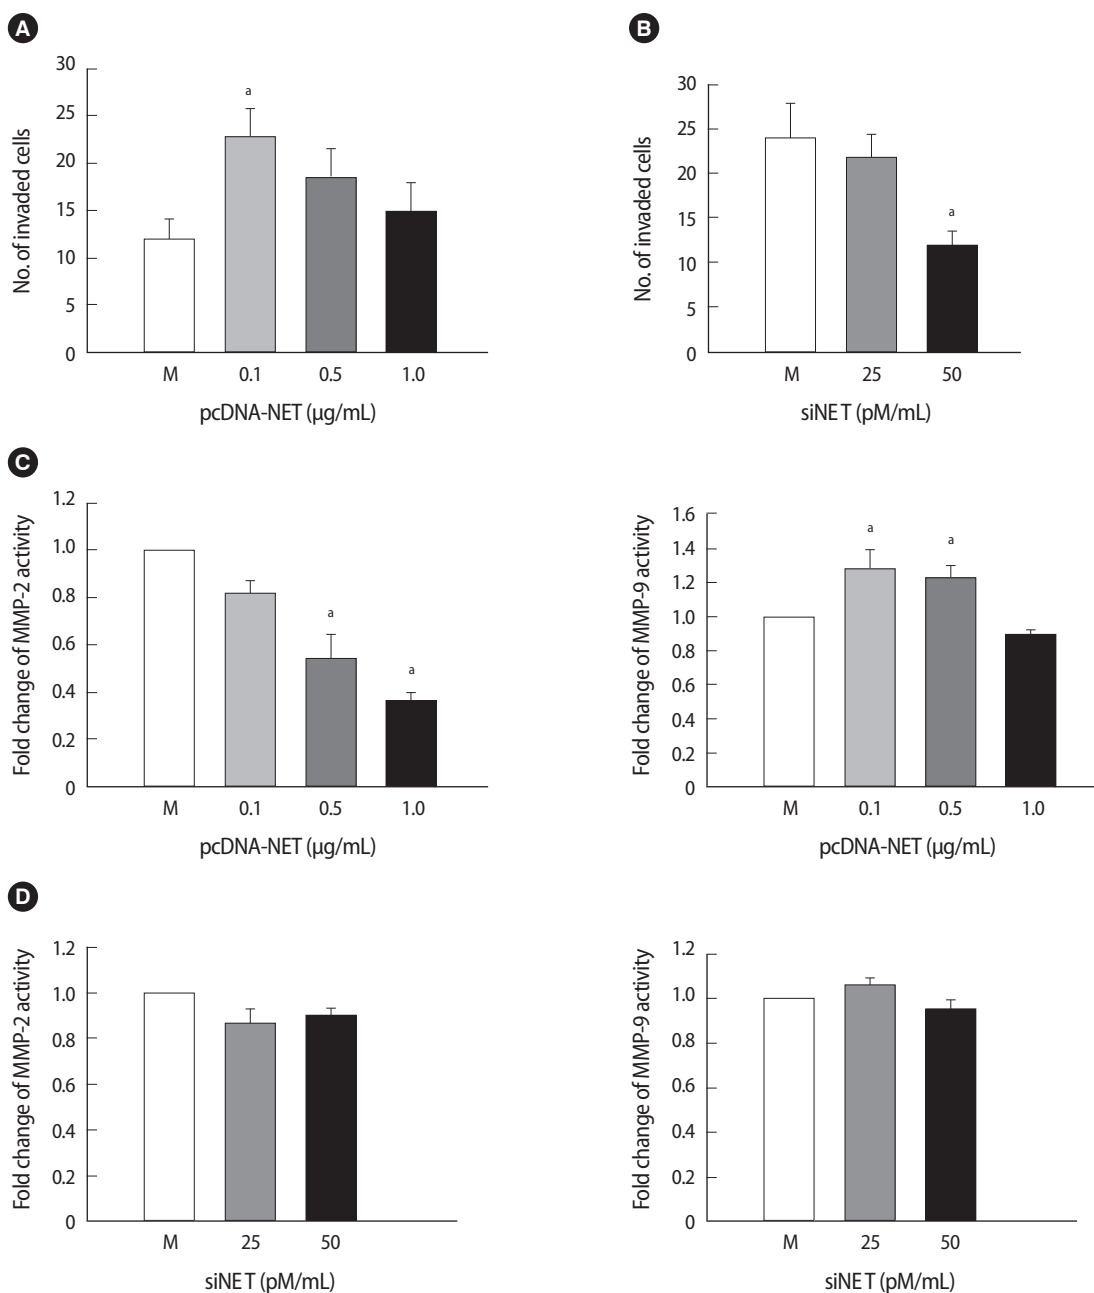 A
No. of invaded cells
30
25
20
15
10
5
0
a
M 0.1 0.5 1.0
pcDNA-NET (μg/mL)
B
No. of invaded cells
30
25
20
15
10
5
0
a
M 25 50
siNET (pM/mL)
C
Fold change of MMP-2 activity
1.2
1.0
0.8
0.6
0.4
0.2
0
a
a
M 0.1 0.5 1.0
pcDNA-NET (μg/mL)
Fold change of MMP-9 activity
1.6
1.4
1.2
1.0
0.8
0.6
0.4
0.2
0
a
a
M 0.1 0.5 1.0
pcDNA-NET (μg/mL)
D
Fold change of MMP-2 activity
1.2
1.0
0.8
0.6
0.4
0.2
0
M 25 50
siNET (pM/mL)
Fold change of MMP-9 activity
1.2
1.0
0.8
0.6
0.4
0.2
0
M 25 50
siNET (pM/mL)